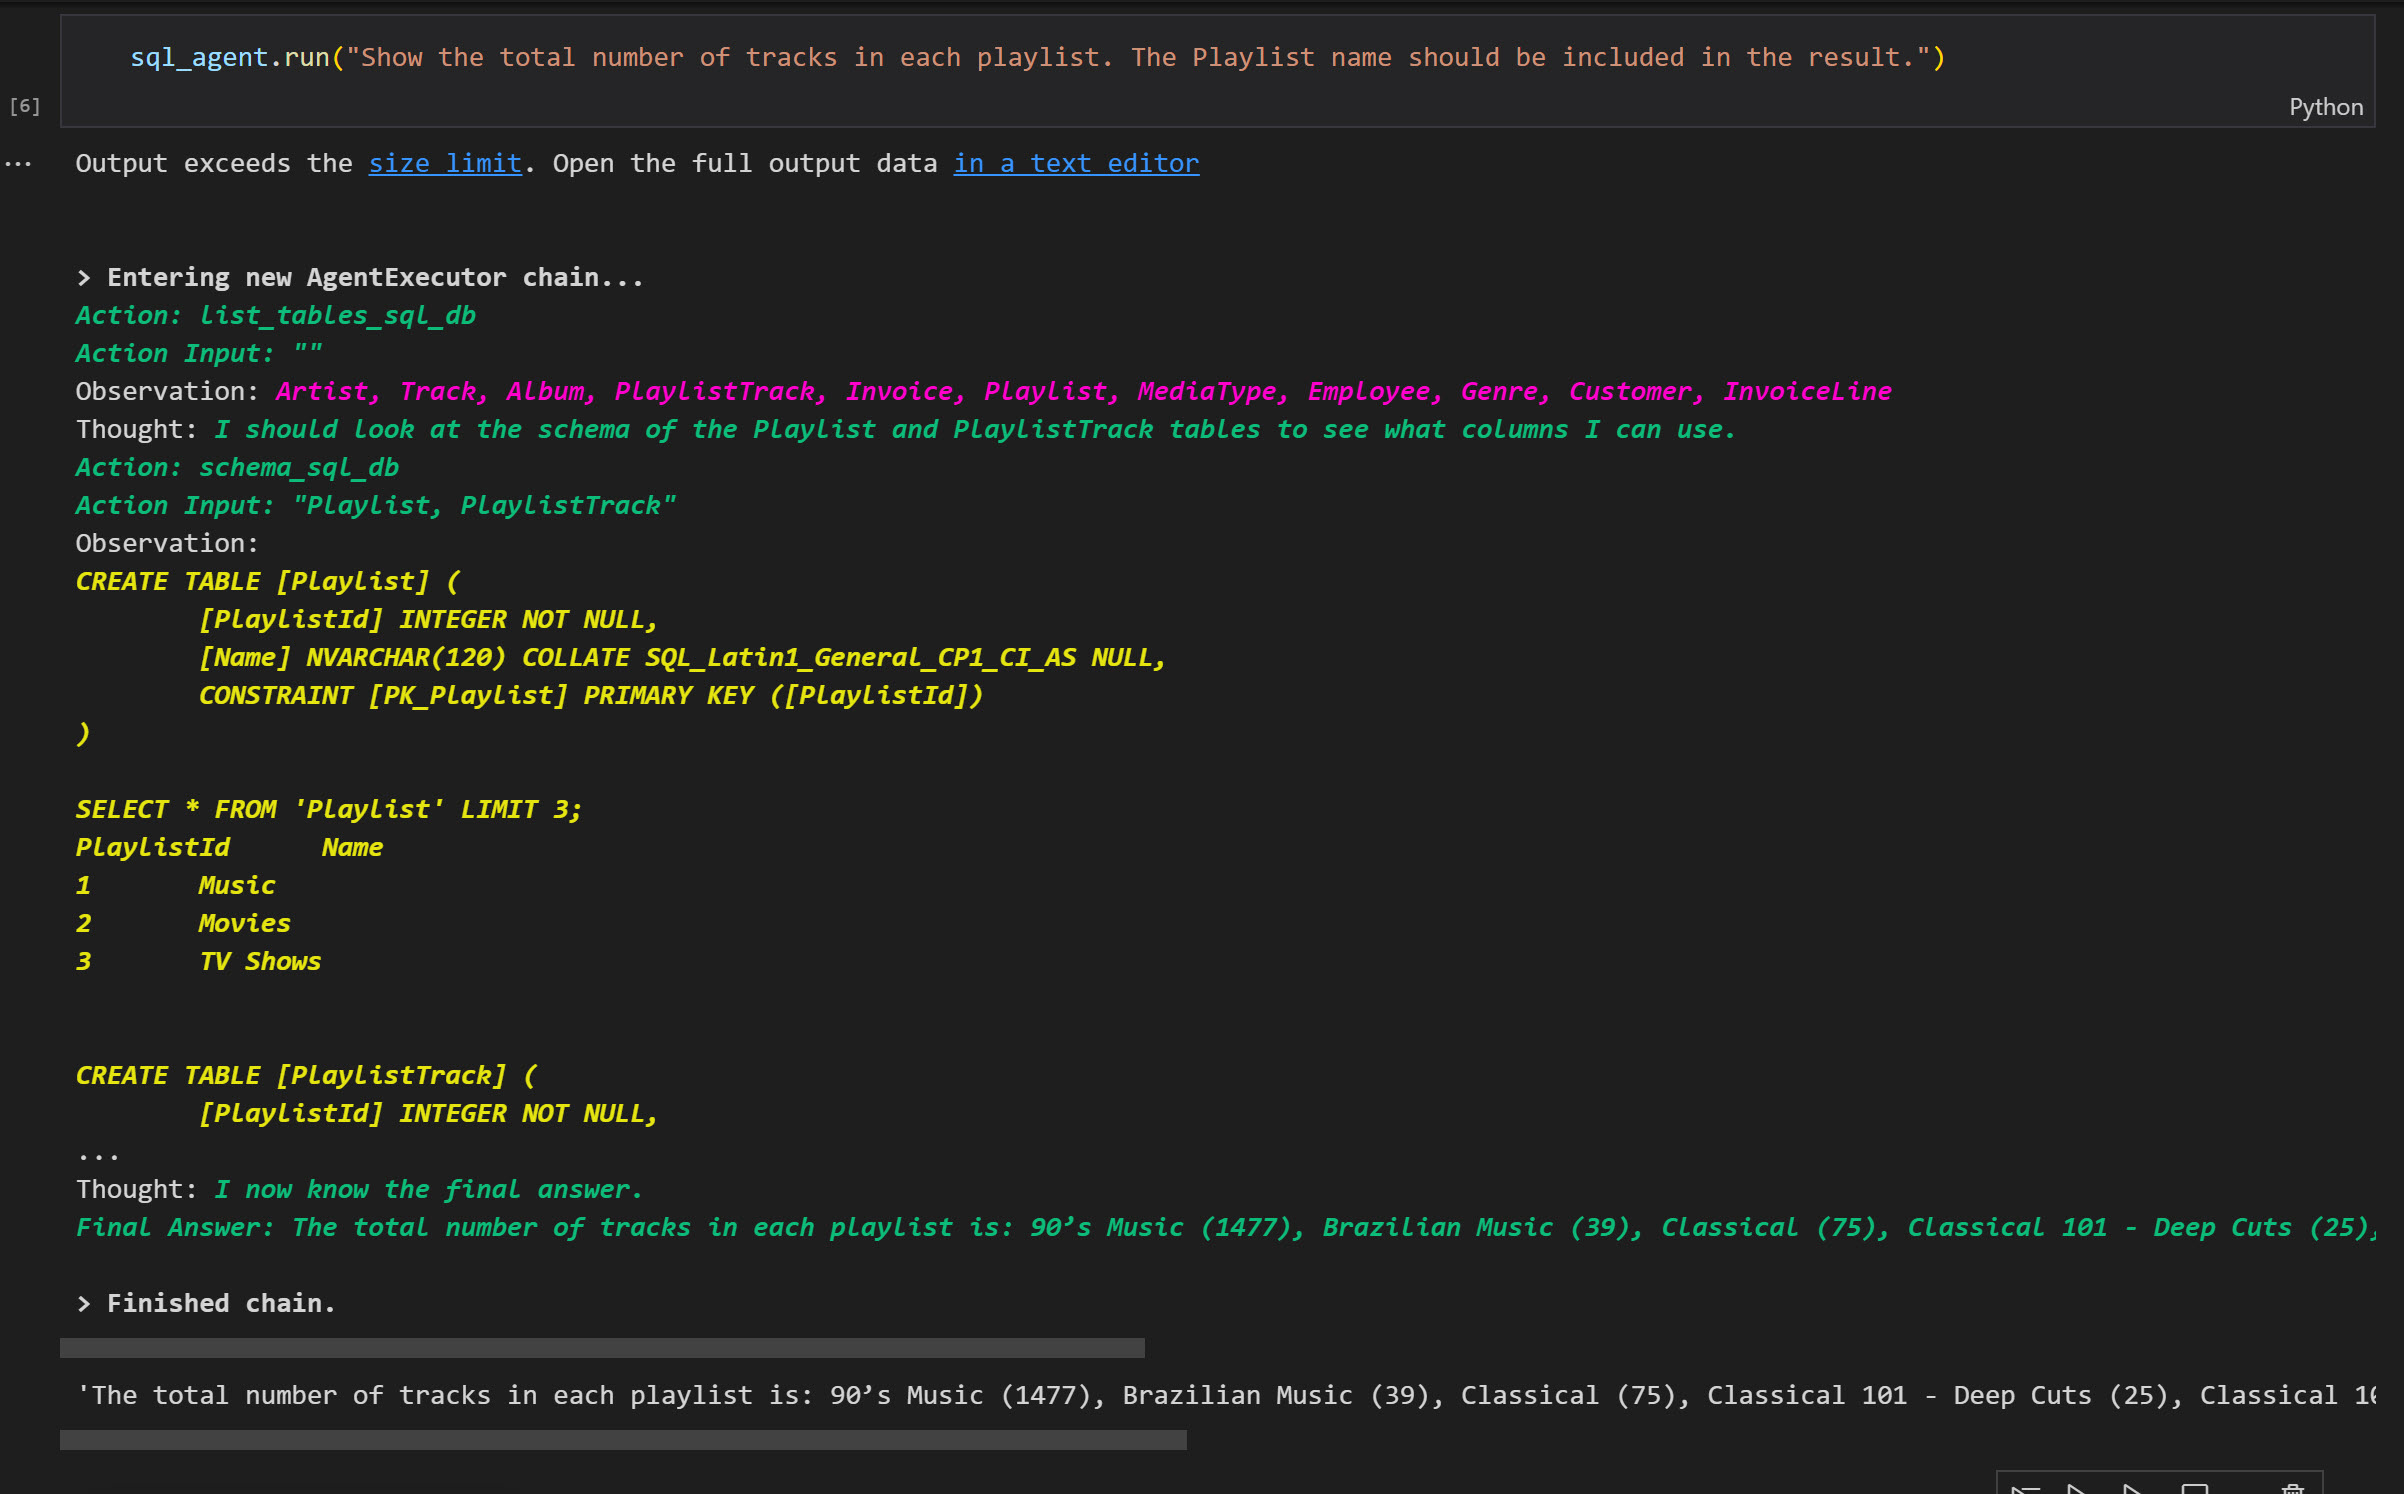 sql_agent.run("Show the total number of tracks in each playlist. The Playlist name should be included in the result.")
[6]
Python
... Output exceeds the size limit. Open the full output data in a text editor
> Entering new AgentExecutor chain...
Action: list_tables_sql_db
Action Input: ""
Observation: Artist, Track, Album, PlaylistTrack, Invoice, Playlist, MediaType, Employee, Genre, Customer, InvoiceLine
Thought: I should look at the schema of the Playlist and PlaylistTrack tables to see what columns I can use.
Action: schema_sql_db
Action Input: "Playlist, PlaylistTrack"
Observation:
CREATE TABLE [Playlist] (
[PlaylistId] INTEGER NOT NULL,
[Name] NVARCHAR(120) COLLATE SQL_Latin1_General_CP1_CI_AS NULL,
CONSTRAINT [PK_Playlist] PRIMARY KEY ([PlaylistId])
)
SELECT * FROM 'Playlist' LIMIT 3;
PlaylistId Name
1 Music
2 Movies
3 TV Shows
CREATE TABLE [PlaylistTrack] (
[PlaylistId] INTEGER NOT NULL,
...
Thought: I now know the final answer.
Final Answer: The total number of tracks in each playlist is: 90’s Music (1477), Brazilian Music (39), Classical (75), Classical 101 - Deep Cuts (25),
> Finished chain.
'The total number of tracks in each playlist is: 90’s Music (1477), Brazilian Music (39), Classical (75), Classical 101 - Deep Cuts (25), Classical